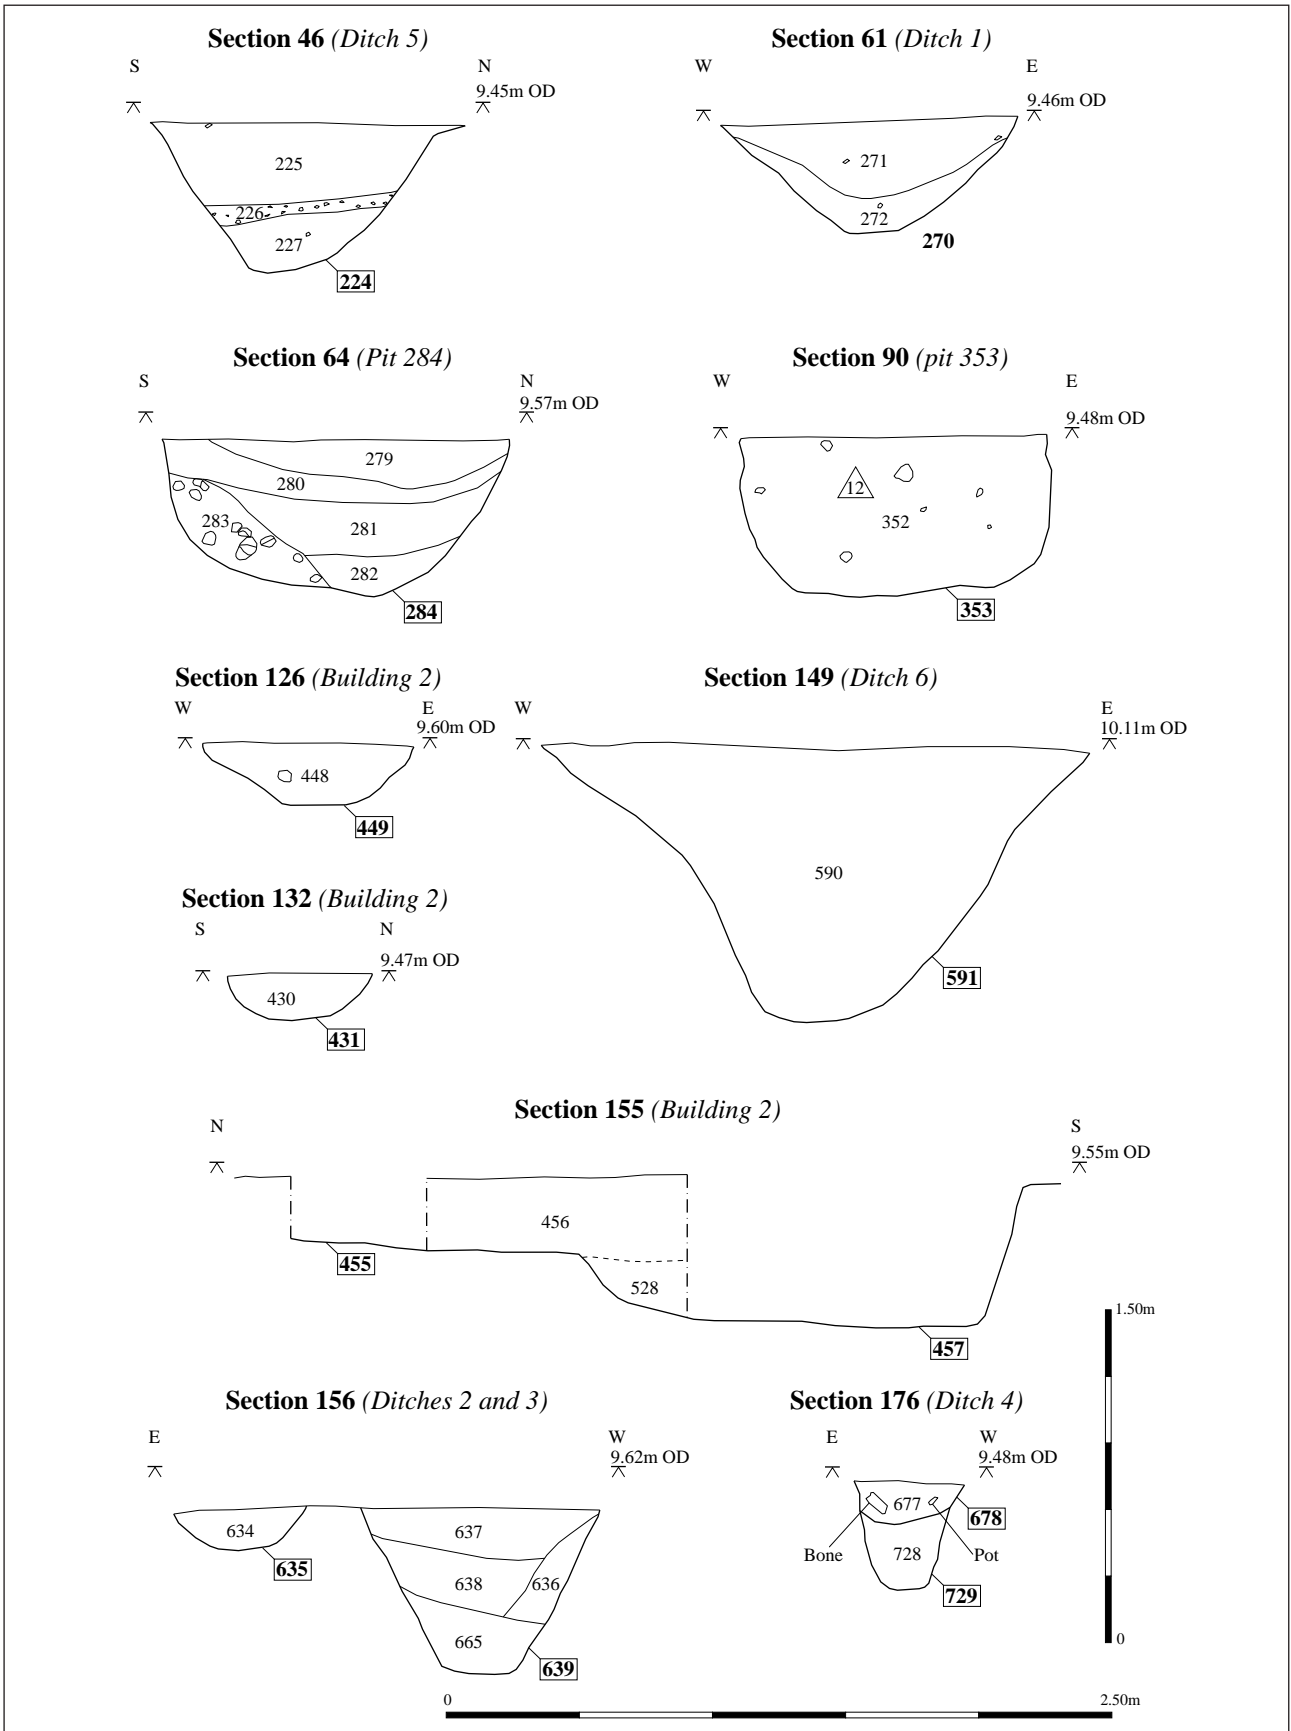 Section 46 (Ditch 5)
S
N
9.45m OD
225
226
227
224
Section 61 (Ditch 1)
W
E
9.46m OD
271
272
270
Section 64 (Pit 284)
S
N
9.57m OD
279
280
281
283
282
284
Section 90 (pit 353)
W
E
9.48m OD
12
352
353
Section 126 (Building 2)
W
E
9.60m OD
448
449
Section 149 (Ditch 6)
W
E
10.11m OD
590
591
Section 132 (Building 2)
S
N
9.47m OD
430
431
Section 155 (Building 2)
N
S
9.55m OD
456
455
528
457
1.50m
0
Section 156 (Ditches 2 and 3)
E
W
9.62m OD
634
635
637
638
636
665
639
Section 176 (Ditch 4)
E
W
9.48m OD
677
678
Bone
Pot
728
729
0
2.50m